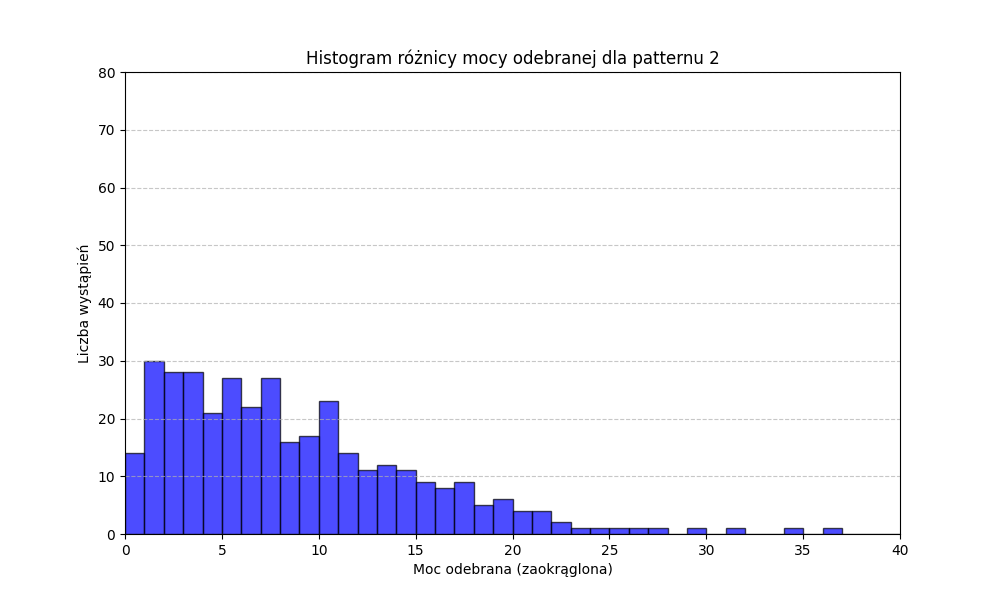 Histogram różnicy mocy odebranej dla patternu 2
80
70
60
50
40
30
20
10
0
Liczba wystąpień
0 5 10 15 20 25 30 35 40
Moc odebrana (zaokrąglona)